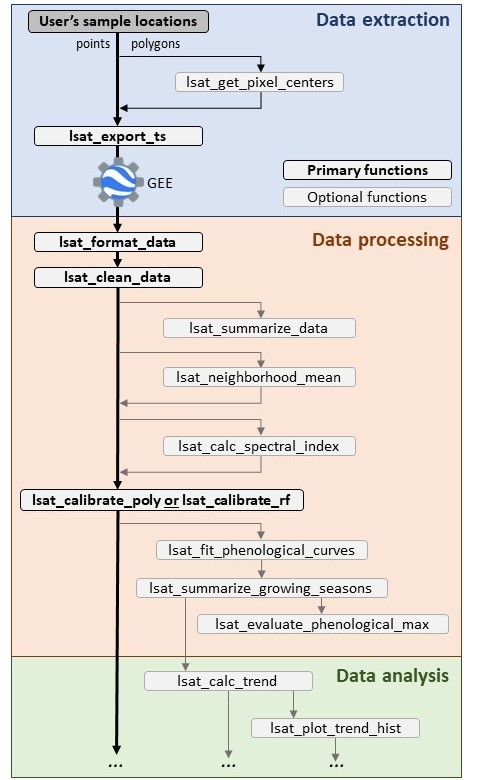 User's sample locations
Data extraction
points
polygons
lsat_get_pixel_centers
lsat_export_ts
GEE
Primary functions
Optional functions
Data processing
lsat_format_data
lsat_clean_data
lsat_summarize_data
lsat_neighborhood_mean
lsat_calc_spectral_index
lsat_calibrate_poly or lsat_calibrate_rf
lsat_fit_phenological_curves
lsat_summarize_growing_seasons
lsat_evaluate_phenological_max
Data analysis
lsat_calc_trend
lsat_plot_trend_hist
... ... ...